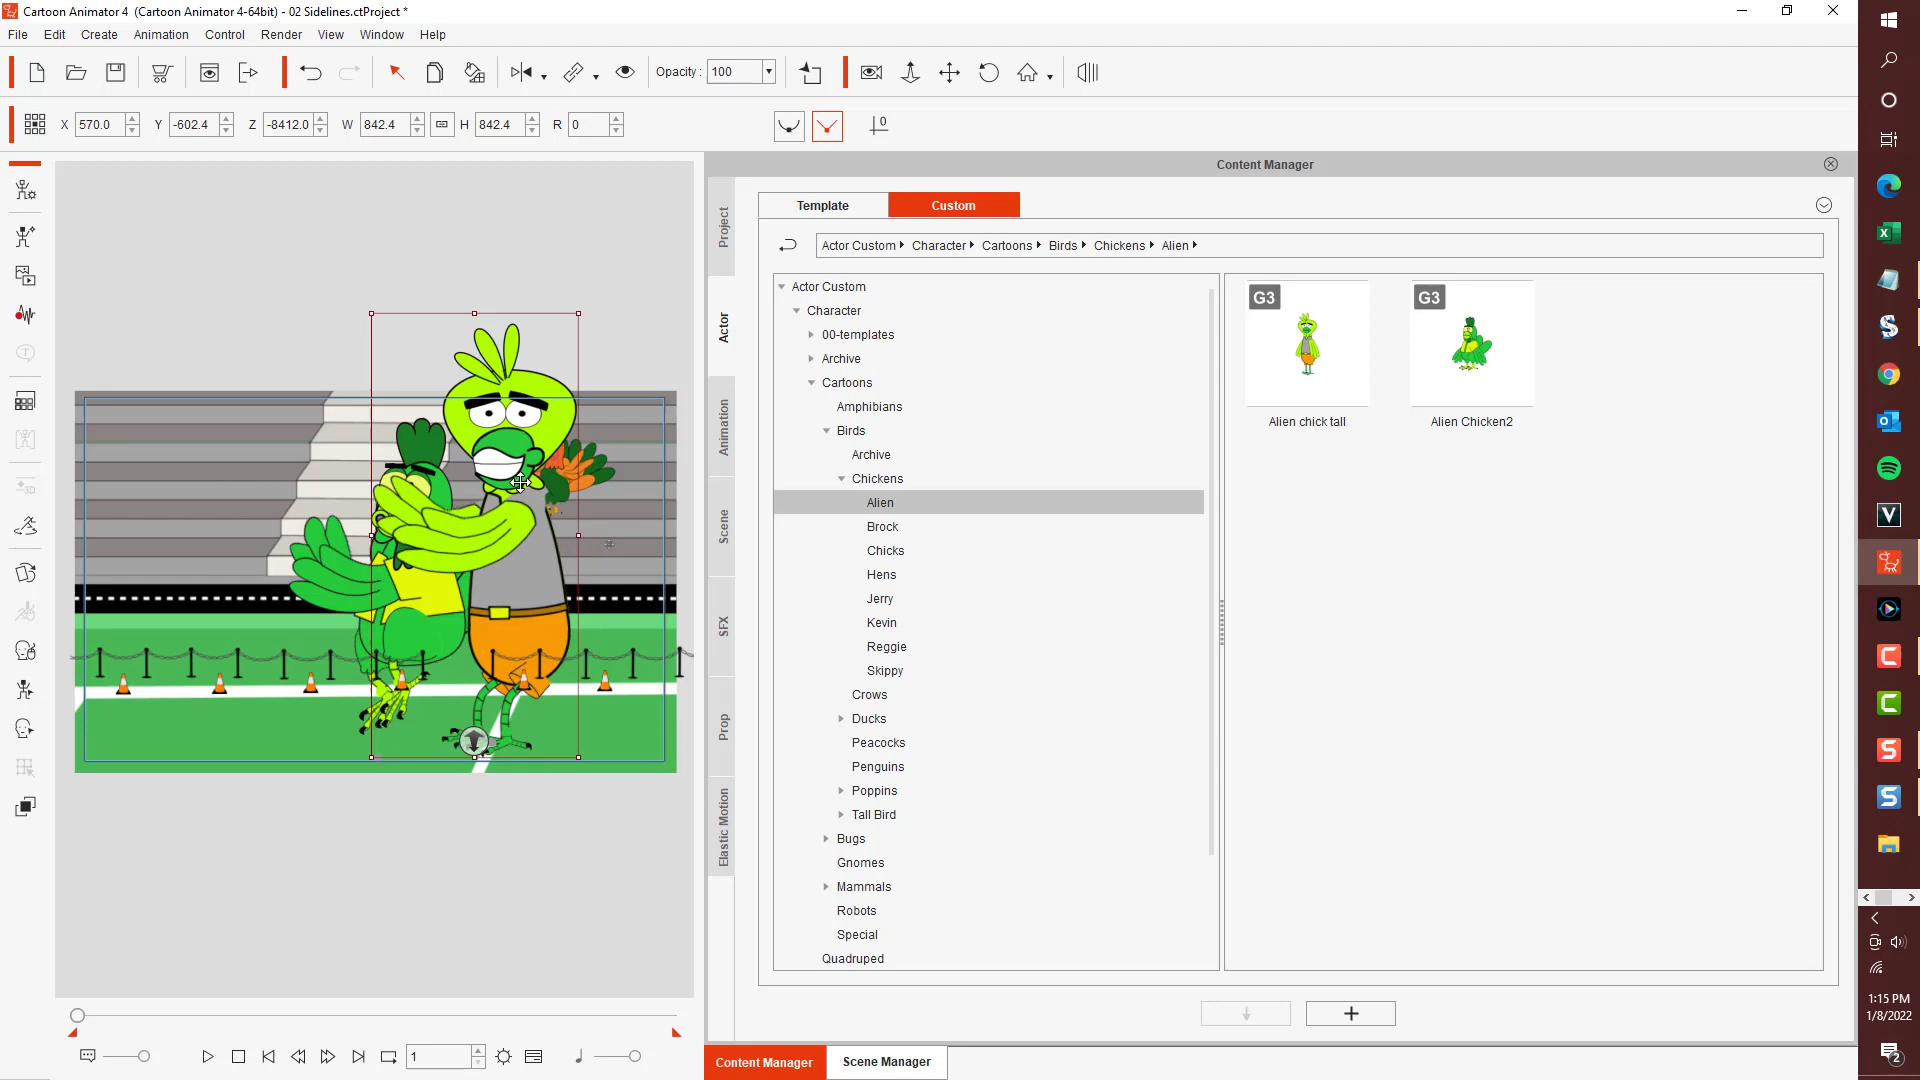 Cartoon Animator 4  (Cartoon Animator 4-64bit) - 02 Sidelines.ctProject *
File Edit Create Animation Control Render View Window Help
Opacity : 100
X 570.0 Y -602.4 Z -8412.0 W 842.4 H 842.4 R 0
0
Content Manager
Template Custom
Actor Custom Character Cartoons Birds Chickens Alien
Project
Actor
Animation
Scene
SFX
Prop
Elastic Motion
Actor Custom
Character
00-templates
Archive
Cartoons
Amphibians
Birds
Archive
Chickens
Alien
Brock
Chicks
Hens
Jerry
Kevin
Reggie
Skippy
Crows
Ducks
Peacocks
Penguins
Poppins
Tall Bird
Bugs
Gnomes
Mammals
Robots
Special
Quadruped
G3 G3
Alien chick tall Alien Chicken2
1
Content Manager Scene Manager
1:15 PM
1/8/2022
2